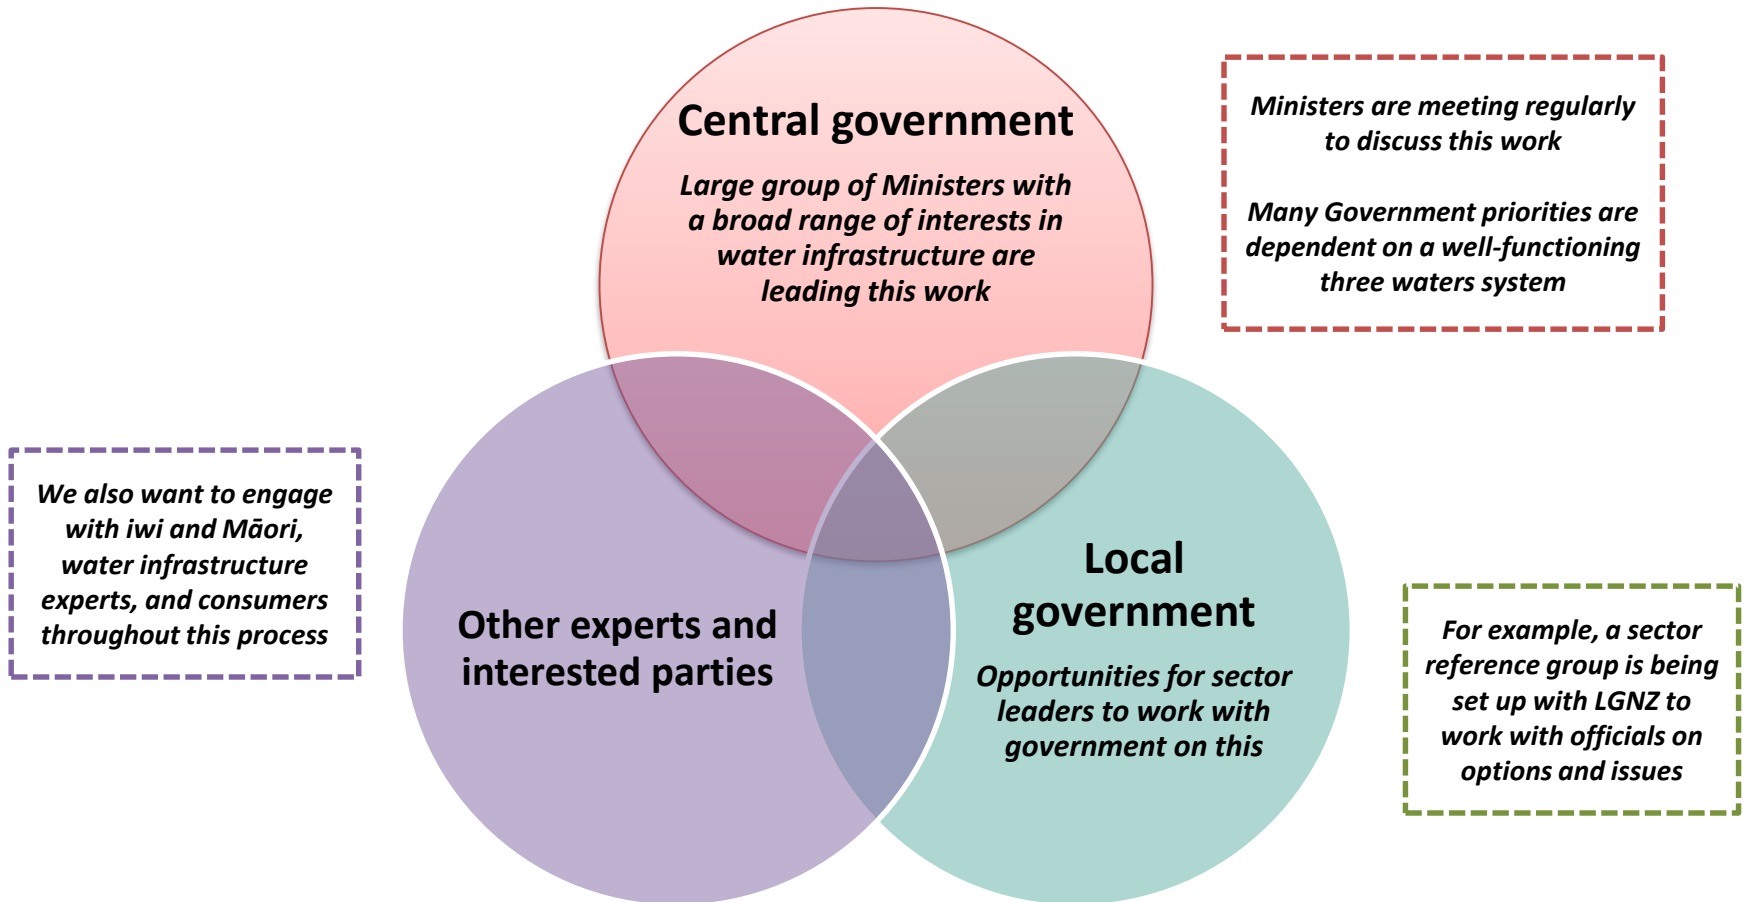 Central government
Large group of Ministers with
a broad range of interests in
water infrastructure are
leading this work
Ministers are meeting regularly
to discuss this work
Many Government priorities are
dependent on a well-functioning
three waters system
We also want to engage
with iwi and Māori,
water infrastructure
experts, and consumers
throughout this process
Other experts and
interested parties
Local
government
Opportunities for sector
leaders to work with
government on this
For example, a sector
reference group is being
set up with LGNZ to
work with officials on
options and issues